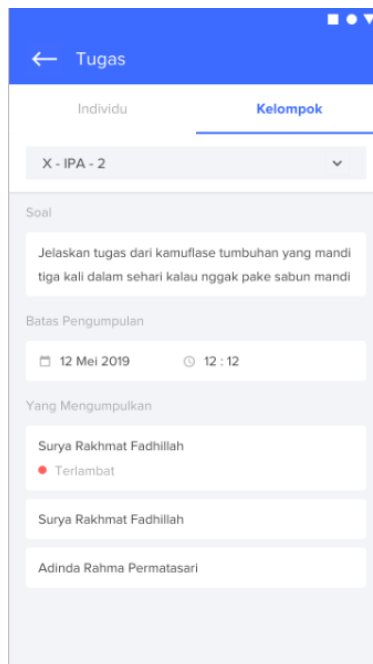 Tugas
Individu
Kelompok
X - IPA - 2
Soal
Jelaskan tugas dari kamuflase tumbuhan yang mandi
tiga kali dalam sehari kalau nggak pake sabun mandi
Batas Pengumpulan
12 Mei 2019
12 : 12
Yang Mengumpulkan
Surya Rakhmat Fadhillah
Terlambat
Surya Rakhmat Fadhillah
Adinda Rahma Permatasari